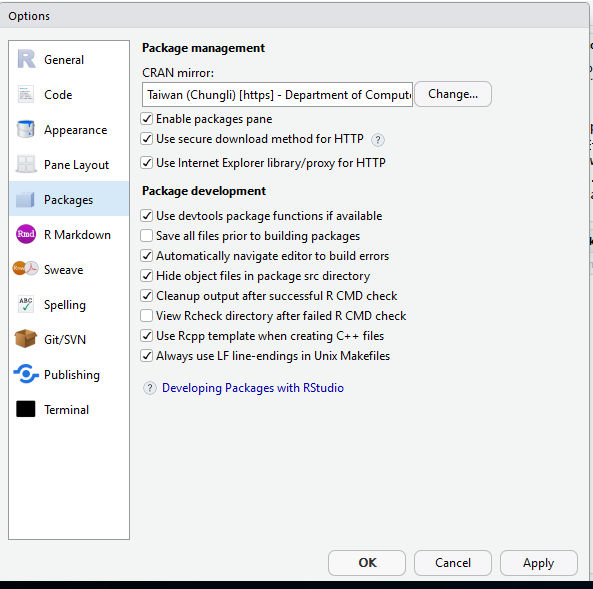 Options
General
Code
Appearance
Pane Layout
Packages
Rmd
R Markdown
Sweave
ABC
Spelling
Git/SVN
Publishing
Terminal
Package management
CRAN mirror:
Taiwan (Chungli) [https] - Department of Compute
Change...
Enable packages pane
Use secure download method for HTTP ?
Use Internet Explorer library/proxy for HTTP
Package development
Use devtools package functions if available
Save all files prior to building packages
Automatically navigate editor to build errors
Hide object files in package src directory
Cleanup output after successful R CMD check
View Rcheck directory after failed R CMD check
Use Rcpp template when creating C++ files
Always use LF line-endings in Unix Makefiles
? Developing Packages with RStudio
OK Cancel Apply